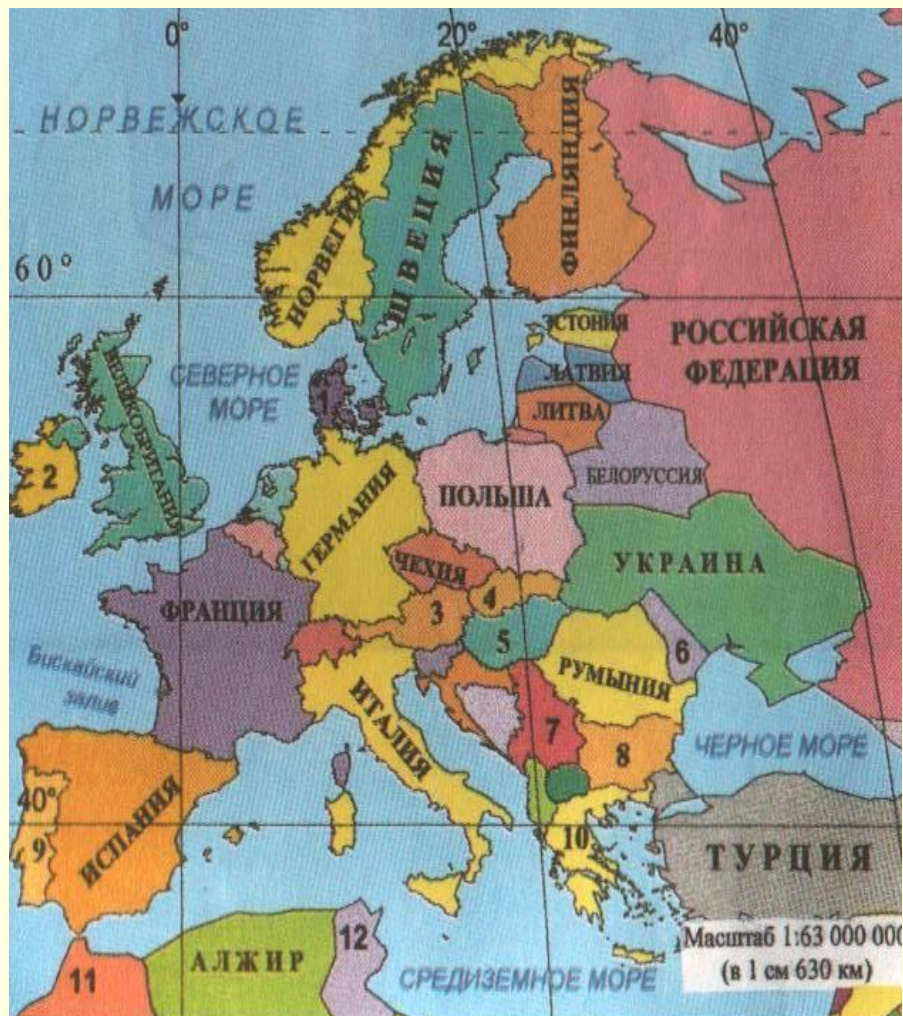 0°
20°
40°
НОРВЕЖСКОЕ
МОРЕ
60°
НОРВЕГИЯ
ШВЕЦИЯ
ФИНЛЯНДИЯ
ЭСТОНИЯ
РОССИЙСКАЯ
ФЕДЕРАЦИЯ
ВЕЛИКОБРИТАНИЯ
СЕВЕРНОЕ
МОРЕ
1
ЛАТВИЯ
ЛИТВА
2
БЕЛОРУССИЯ
ГЕРМАНИЯ
ПОЛЬША
ЧЕХИЯ
УКРАИНА
ФРАНЦИЯ
3
4
5
6
Бискайский
залив
РУМЫНИЯ
ИТАЛИЯ
7
8
ЧЕРНОЕ МОРЕ
40°
9
ИСПАНИЯ
10
ТУРЦИЯ
11
АЛЖИР
12
СРЕДИЗЕМНОЕ МОРЕ
Масштаб 1:63 000 000
(в 1 см 630 км)